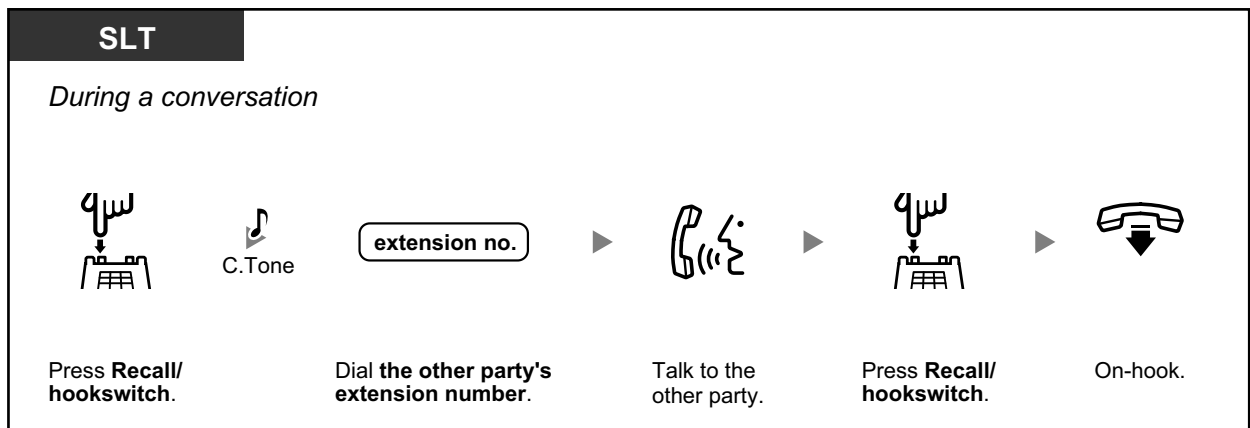 SLT
During a conversation
C.Tone
extension no.
Press Recall/
hookswitch.
Dial the other party's
extension number.
Talk to the
other party.
Press Recall/
hookswitch.
On-hook.